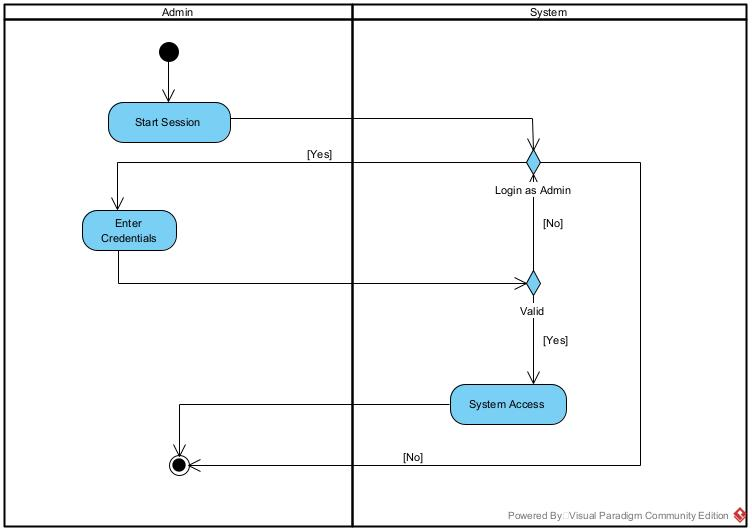 Admin
System
Start Session
[Yes]
Login as Admin
Enter
Credentials
[No]
Valid
[Yes]
System Access
[No]
Powered By Visual Paradigm Community Edition